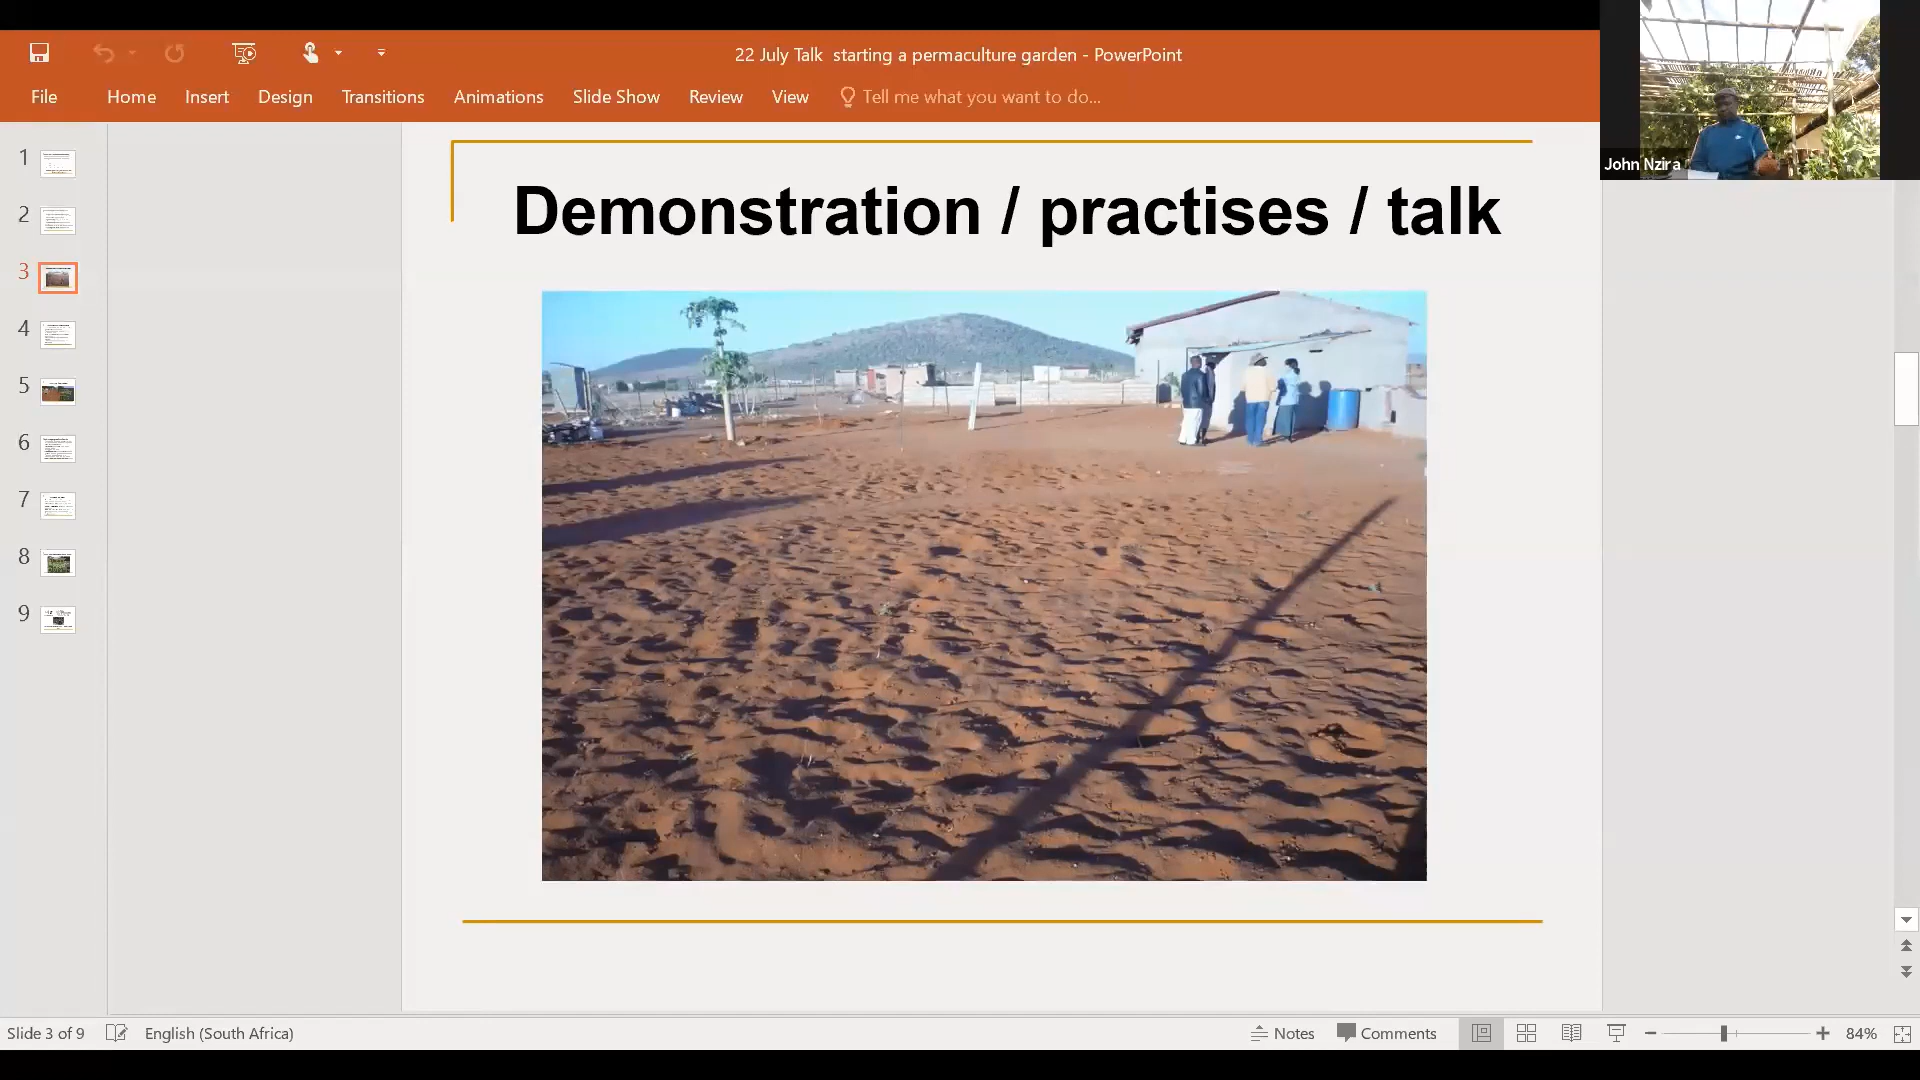 22 July Talk  starting a permaculture garden - PowerPoint
File Home Insert Design Transitions Animations Slide Show Review View Tell me what you want to do...
John Nzira
1
2
3
4
5
6
7
8
9
Demonstration / practises / talk
Slide 3 of 9 English (South Africa) Notes Comments 84%